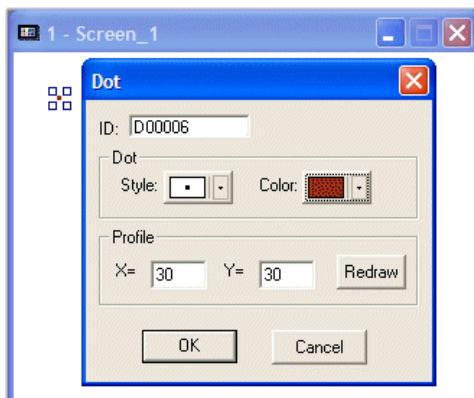 1 - Screen_1
Dot
ID: D00006
Dot
Style: Color:
Profile
X= 30 Y= 30 Redraw
OK Cancel